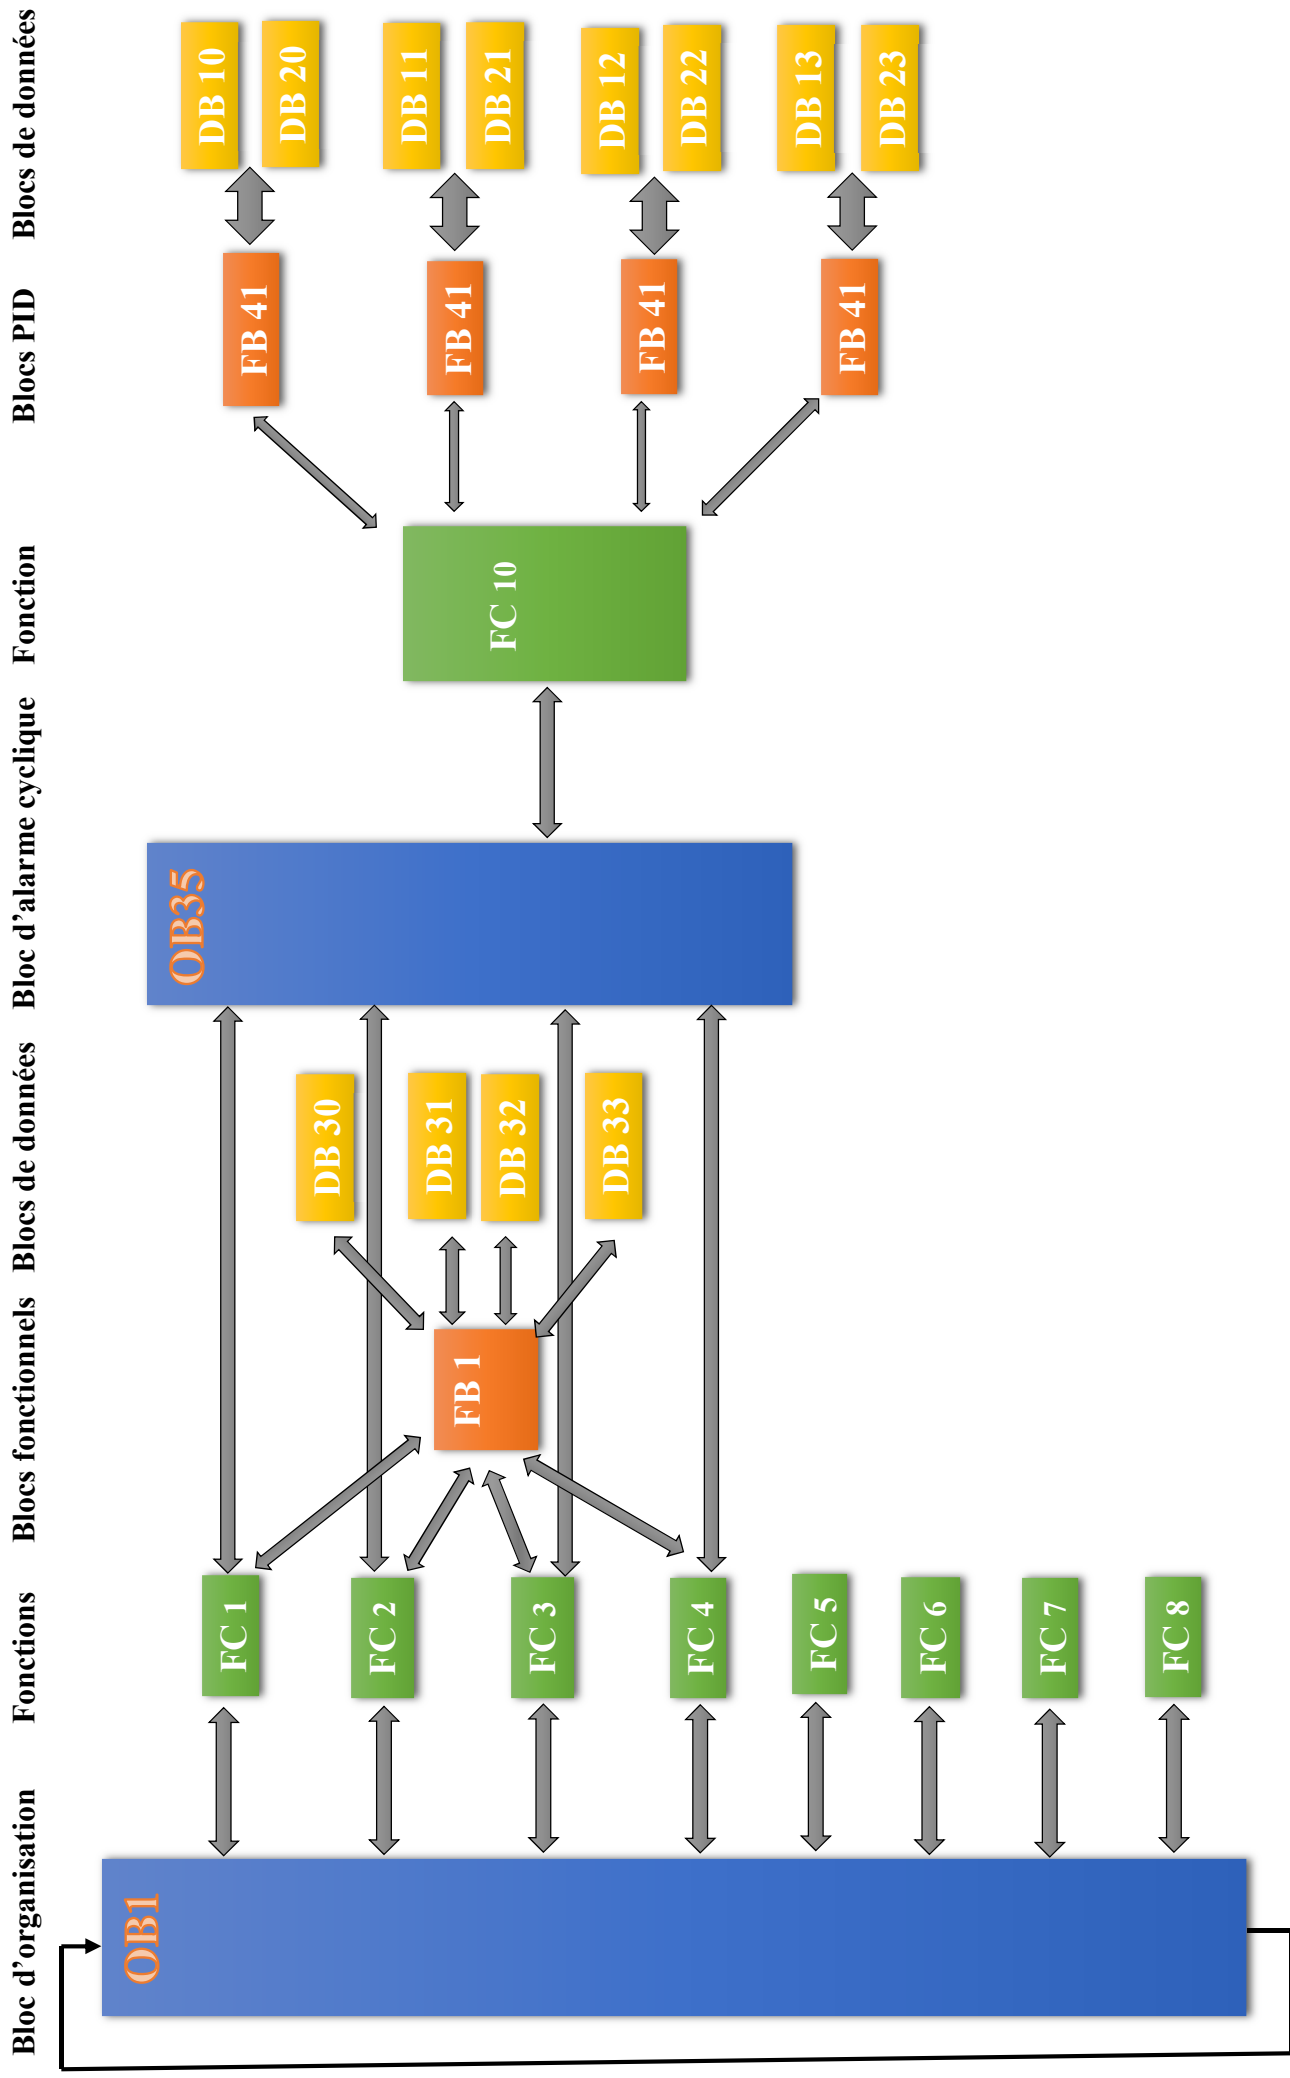 Bloc d’organisation
Fonctions
Blocs fonctionnels
Blocs de données
Bloc d’alarme cyclique
Fonction
Blocs PID
Blocs de données
OB1
FC 1
FC 2
FC 3
FC 4
FC 5
FC 6
FC 7
FC 8
FB 1
DB 30
DB 31
DB 32
DB 33
OB35
FC 10
FB 41
FB 41
FB 41
FB 41
DB 10
DB 20
DB 11
DB 21
DB 12
DB 22
DB 13
DB 23